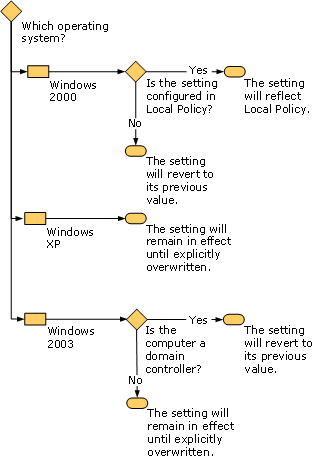 Which operating
system?
Windows
2000
Is the setting
configured in
Local Policy?
Yes
The setting
will reflect
Local Policy.
No
The setting
will revert to
its previous
value.
Windows
XP
The setting will
remain in effect
until explicitly
overwritten.
Windows
2003
Is the
computer a
domain
controller?
Yes
The setting
will revert to
its previous
value.
No
The setting will
remain in effect
until explicitly
overwritten.